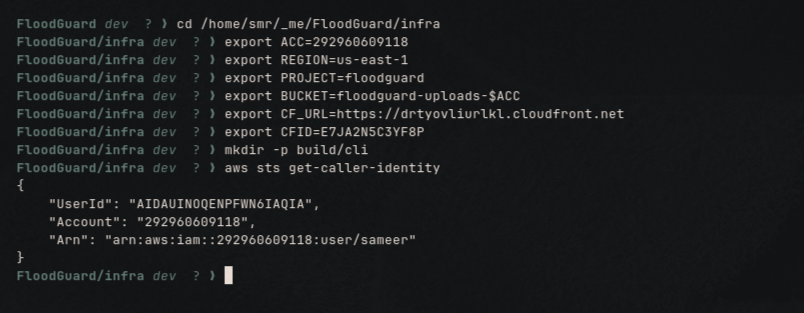 FloodGuard dev ? ❯ cd /home/smr/_me/FloodGuard/infra
FloodGuard/infra dev ? ❯ export ACC=292960609118
FloodGuard/infra dev ? ❯ export REGION=us-east-1
FloodGuard/infra dev ? ❯ export PROJECT=floodguard
FloodGuard/infra dev ? ❯ export BUCKET=floodguard-uploads-$ACC
FloodGuard/infra dev ? ❯ export CF_URL=https://drtyovliurlkl.cloudfront.net
FloodGuard/infra dev ? ❯ export CFID=E7JA2N5C3YF8P
FloodGuard/infra dev ? ❯ mkdir -p build/cli
FloodGuard/infra dev ? ❯ aws sts get-caller-identity
{
    "UserId": "AIDAUINOQENPFWN6IAQIA",
    "Account": "292960609118",
    "Arn": "arn:aws:iam::292960609118:user/sameer"
}
FloodGuard/infra dev ? ❯